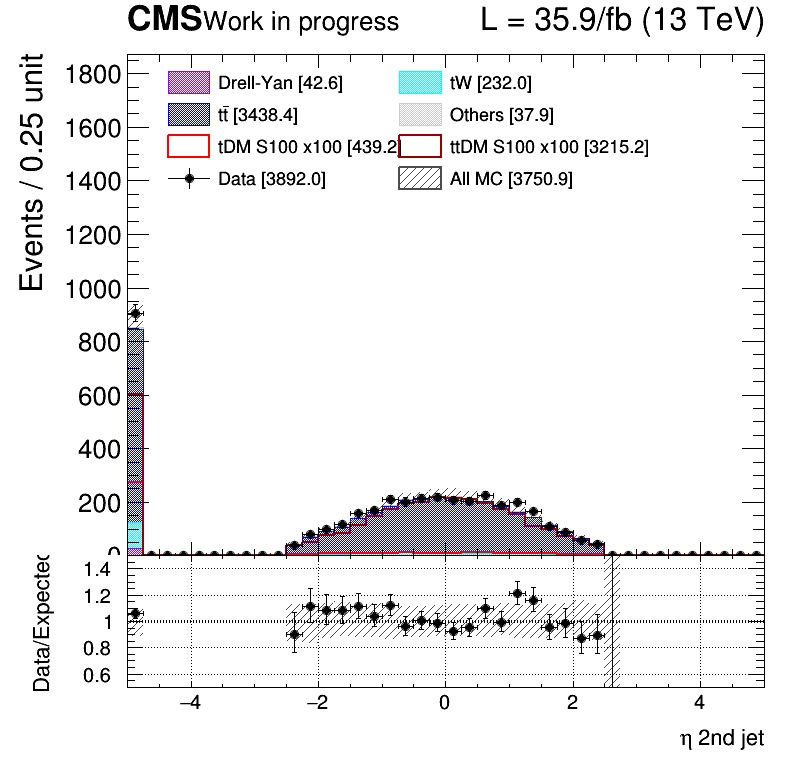 CMS Work in progress L = 35.9/fb (13 TeV)
Events / 0.25 unit
1800
1600
1400
1200
1000
800
600
400
200
0
Drell-Yan [42.6] tW [232.0]
tt̄ [3438.4] Others [37.9]
tDM S100 x100 [439.2] ttDM S100 x100 [3215.2]
Data [3892.0] All MC [3750.9]
Data/Expected
1.4
1.2
1
0.8
0.6
−4 −2 0 2 4
η 2nd jet